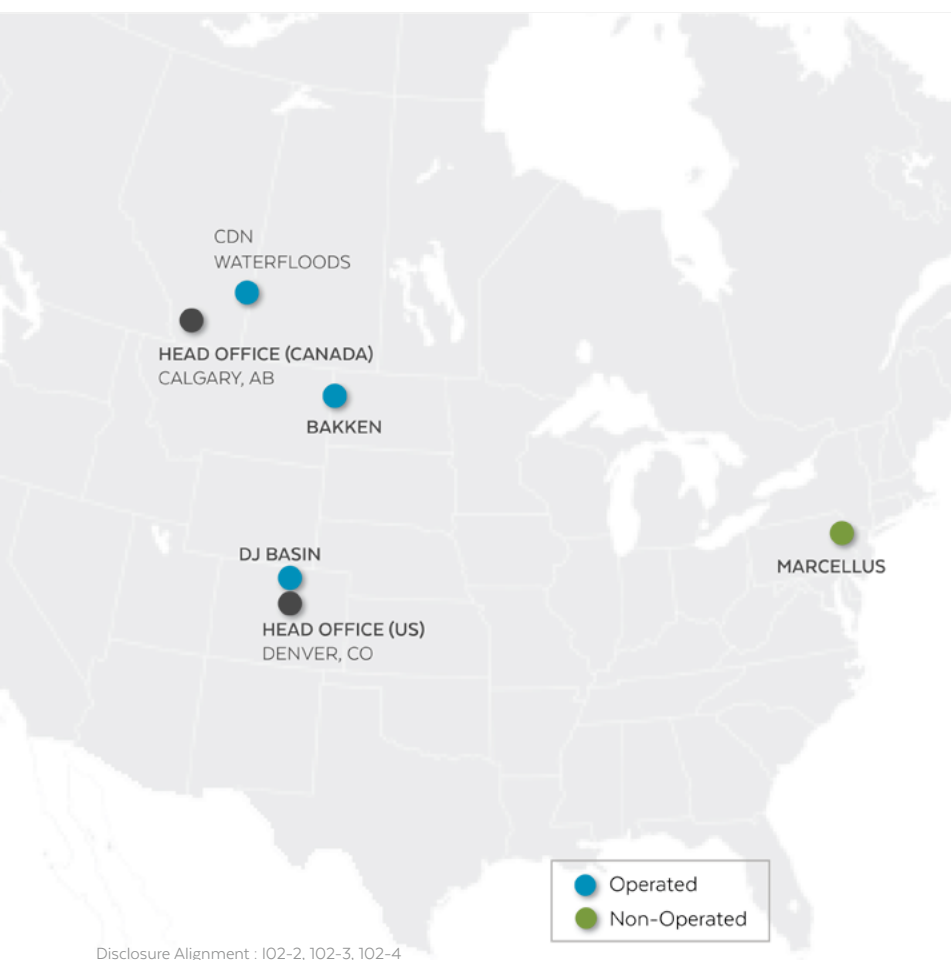 CDN
WATERFLOODS
HEAD OFFICE (CANADA)
CALGARY, AB
BAKKEN
DJ BASIN
HEAD OFFICE (US)
DENVER, CO
MARCELLUS
Operated
Non-Operated
Disclosure Alignment : I02-2, 102-3, 102-4